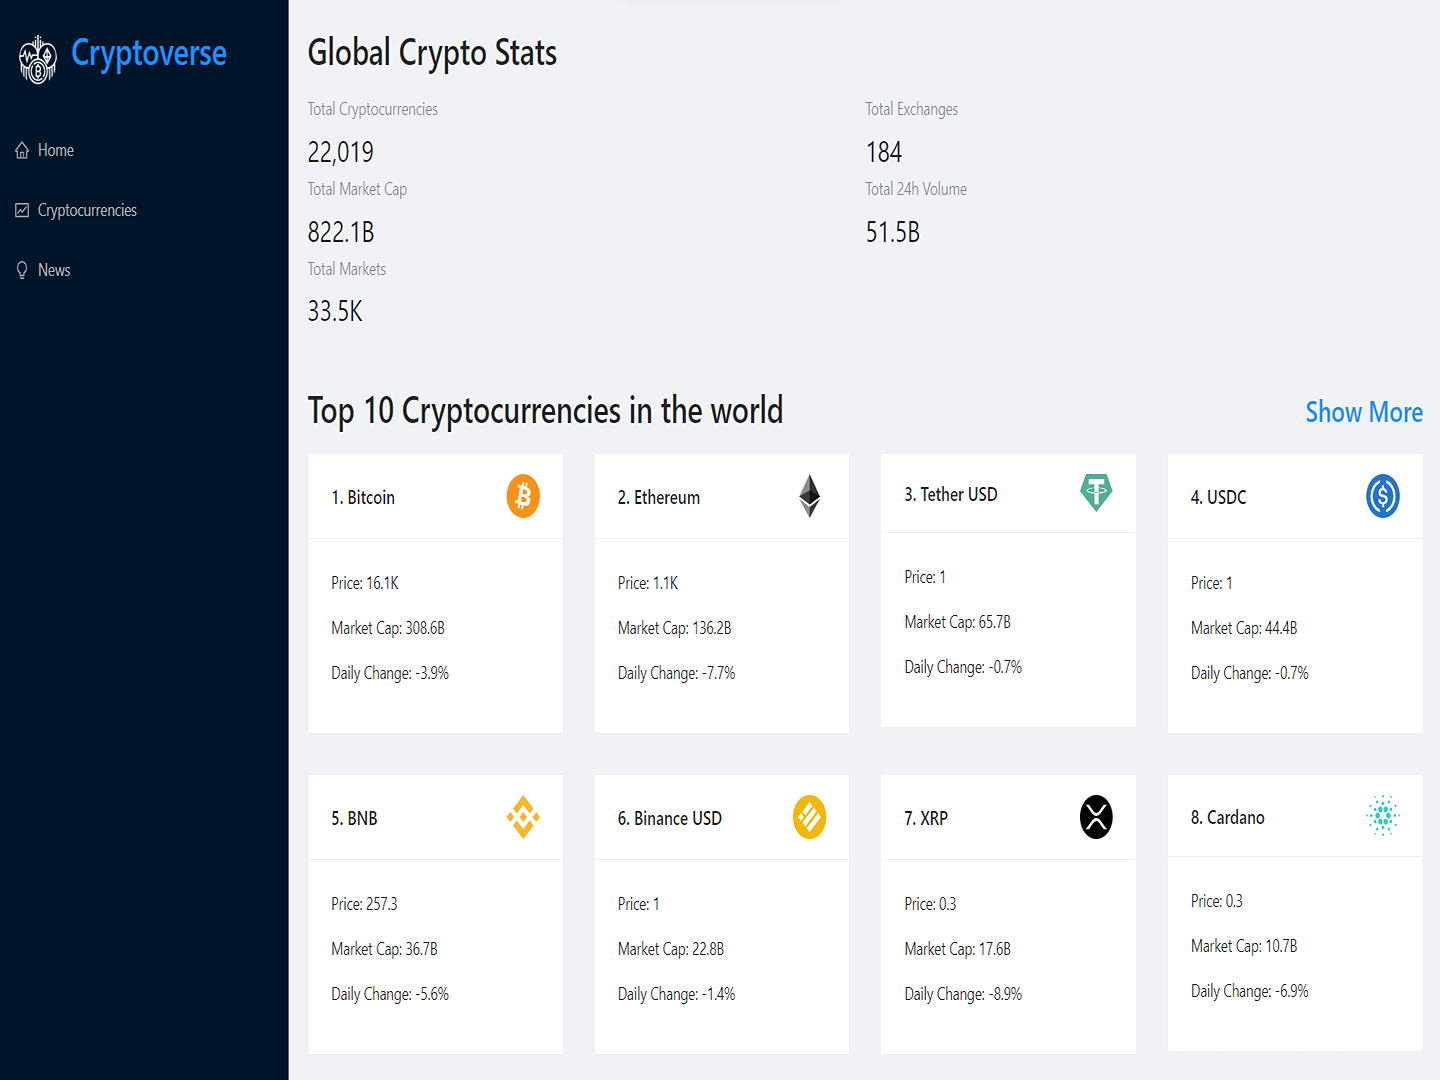 Cryptoverse
Home
Cryptocurrencies
News
Global Crypto Stats
Total Cryptocurrencies
22,019
Total Exchanges
184
Total Market Cap
822.1B
Total 24h Volume
51.5B
Total Markets
33.5K
Top 10 Cryptocurrencies in the world
Show More
1. Bitcoin
Price: 16.1K
Market Cap: 308.6B
Daily Change: -3.9%
2. Ethereum
Price: 1.1K
Market Cap: 136.2B
Daily Change: -7.7%
3. Tether USD
Price: 1
Market Cap: 65.7B
Daily Change: -0.7%
4. USDC
Price: 1
Market Cap: 44.4B
Daily Change: -0.7%
5. BNB
Price: 257.3
Market Cap: 36.7B
Daily Change: -5.6%
6. Binance USD
Price: 1
Market Cap: 22.8B
Daily Change: -1.4%
7. XRP
Price: 0.3
Market Cap: 17.6B
Daily Change: -8.9%
8. Cardano
Price: 0.3
Market Cap: 10.7B
Daily Change: -6.9%